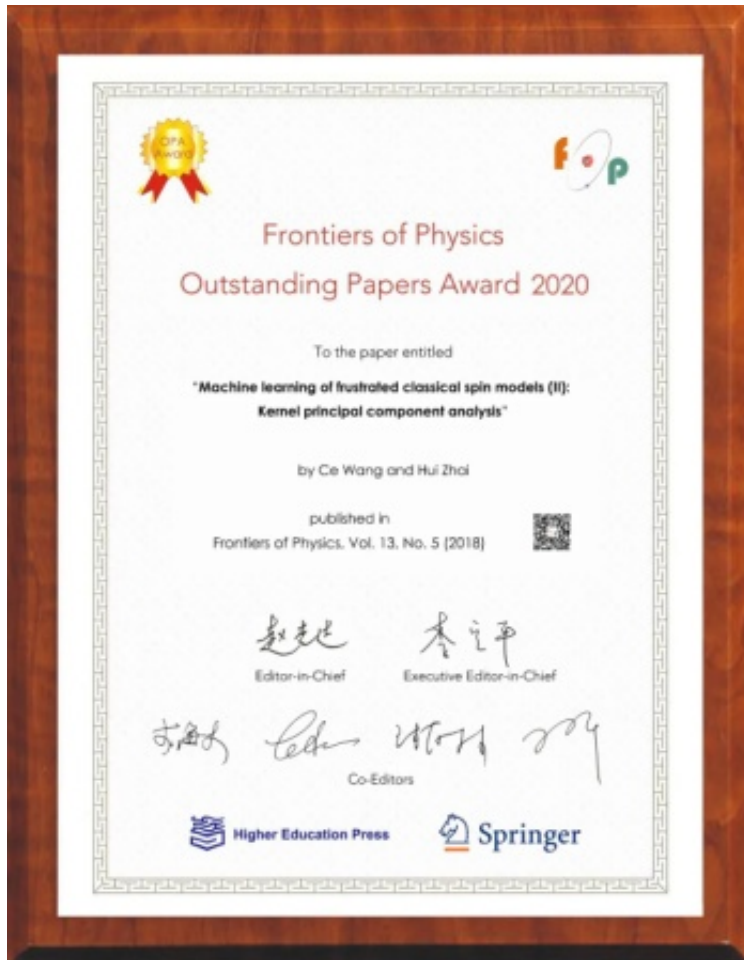 OPA
Award
fop
Frontiers of Physics
Outstanding Papers Award 2020
To the paper entitled
"Machine learning of frustrated classical spin models (II):
Kernel principal component analysis"
by Ce Wang and Hui Zhai
published in
Frontiers of Physics, Vol. 13, No. 5 (2018)
Editor-in-Chief
Executive Editor-in-Chief
Co-Editors
Higher Education Press
Springer